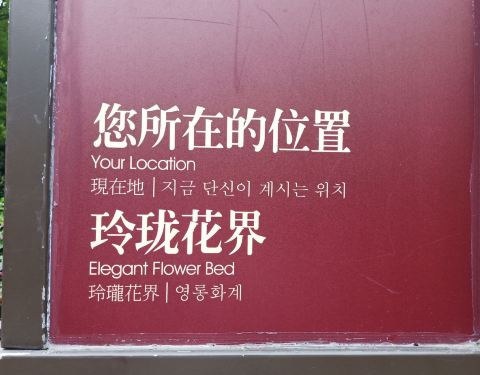 您所在的位置
Your Location
現在地 | 지금 단신이 계시는 위치
玲珑花界
Elegant Flower Bed
玲瓏花界 | 영롱화계